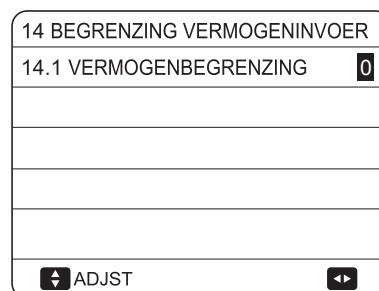 14 BEGRENZING VERMOGENINVOER
14.1 VERMOGENBEGRENZING 0
ADJST